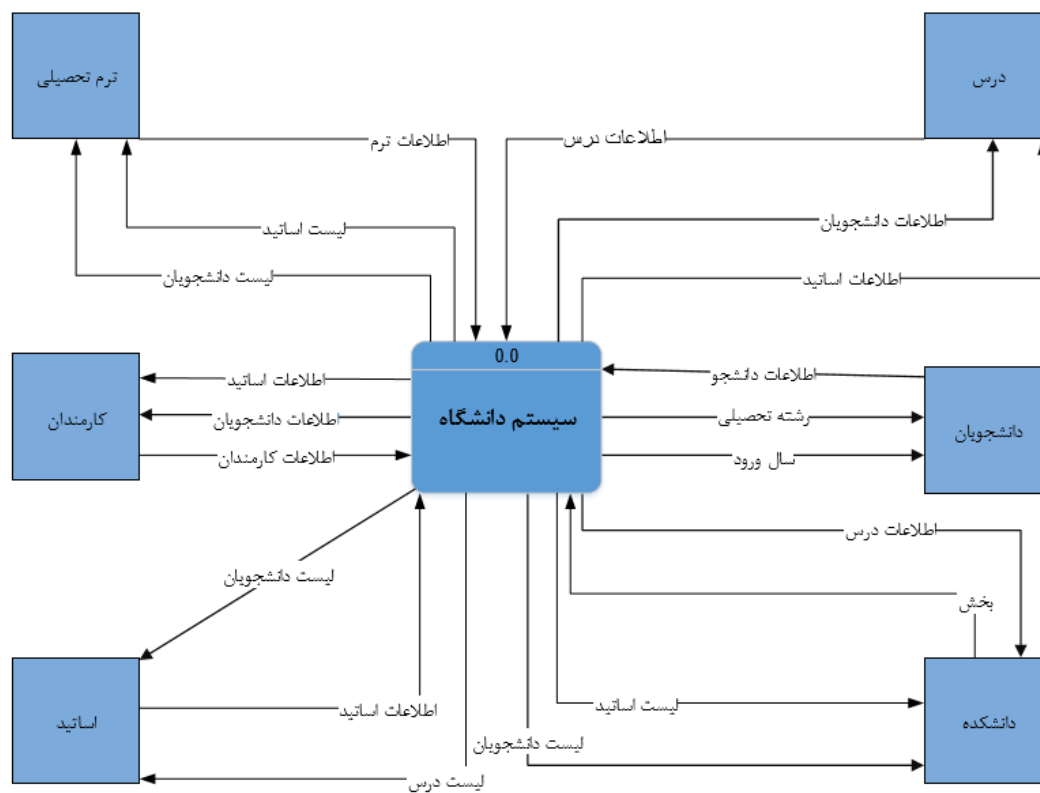 درس
ترم تحصیلی
اطلاعات درس
اطلاعات ترم
اطلاعات دانشجویان
لیست اساتید
اطلاعات اساتید
لیست دانشجویان
0.0
سیستم دانشگاه
اطلاعات دانشجو
رشته تحصیلی
سال ورود
دانشجویان
اطلاعات اساتید
اطلاعات دانشجویان
اطلاعات کارمندان
کارمندان
اطلاعات درس
بخش
لیست دانشجویان
دانشکده
لیست اساتید
لیست دانشجویان
اطلاعات اساتید
اساتید
لیست درس